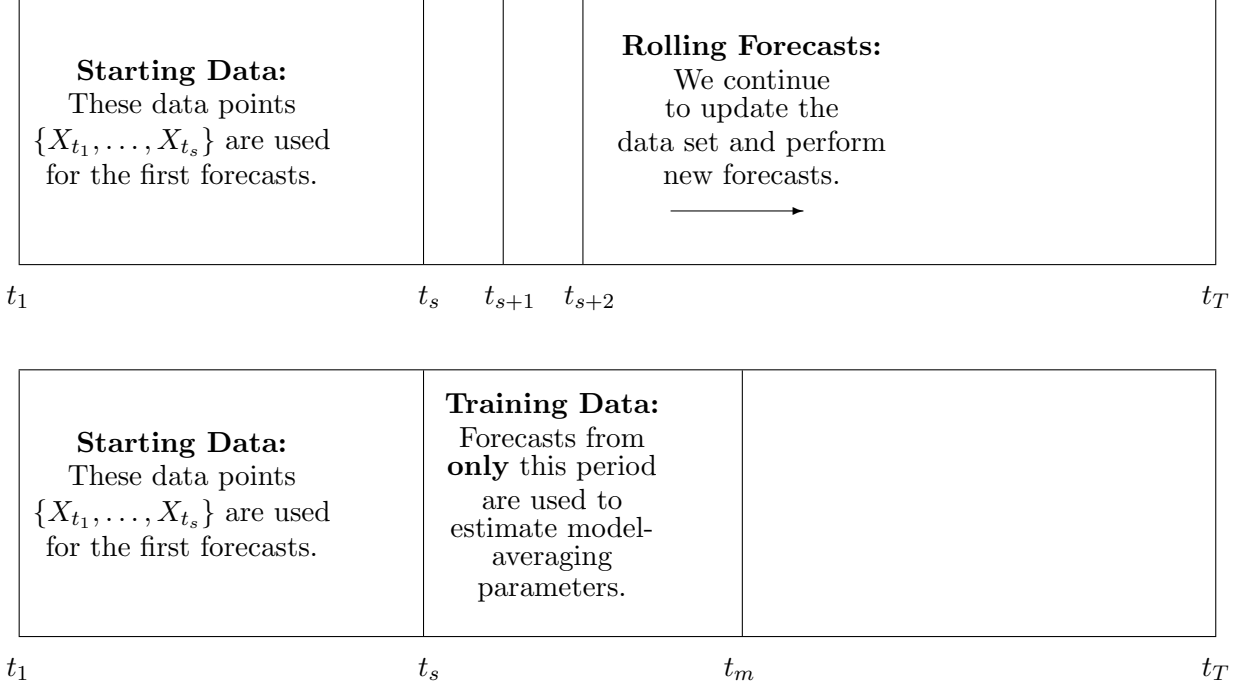 Starting Data:
These data points
{X_{t_1}, . . . , X_{t_s}} are used
for the first forecasts.
Rolling Forecasts:
We continue
to update the
data set and perform
new forecasts.
t_1 t_s t_{s+1} t_{s+2} t_T
Starting Data:
These data points
{X_{t_1}, . . . , X_{t_s}} are used
for the first forecasts.
Training Data:
Forecasts from
only this period
are used to
estimate model-
averaging
parameters.
t_1 t_s t_m t_T